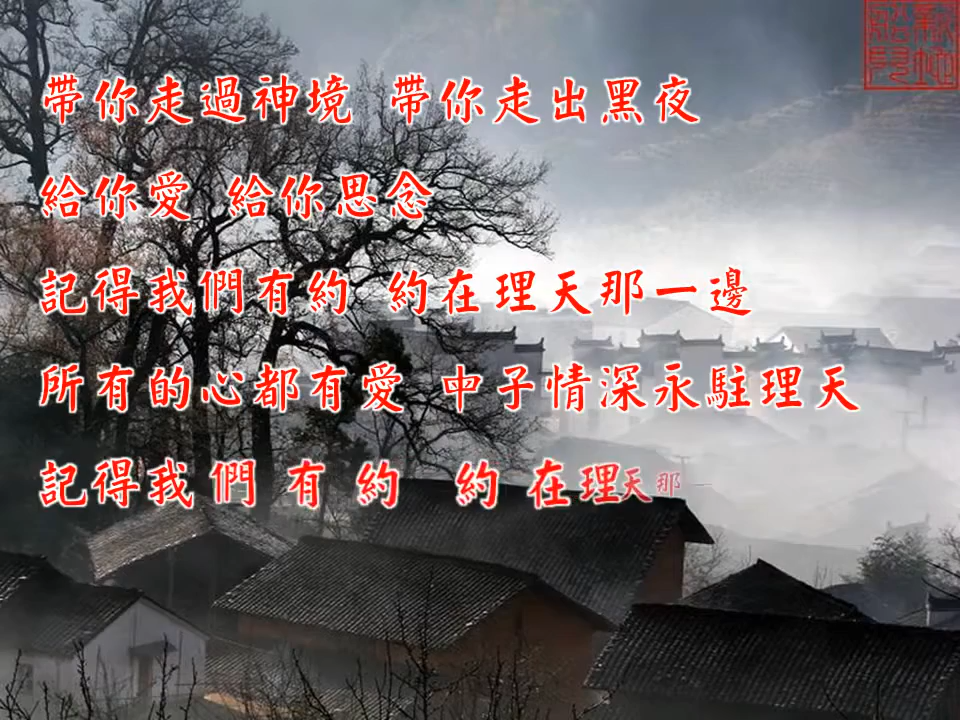 帶你走過神境 帶你走出黑夜
給你愛 給你思念
記得我們有約 約在理天那一邊
所有的心都有愛 中子情深永駐理天
記得我們有約 約在理天那一